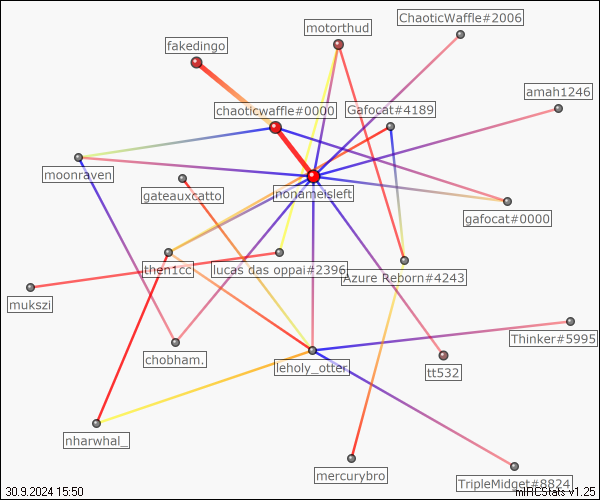 ChaoticWaffle#2006
motorthud
fakedingo
amah1246
chaoticwaffle#0000
Gafocat#4189
moonraven
gateauxcatto
nonameisleft
gafocat#0000
then1cc
lucas das oppai#2396
Azure Reborn#4243
mukszi
Thinker#5995
chobham.
leholy_otter
tt532
nharwhal_
mercurybro
TripleMidget#8824
30.9.2024 15:50
mIRCStats v1.25